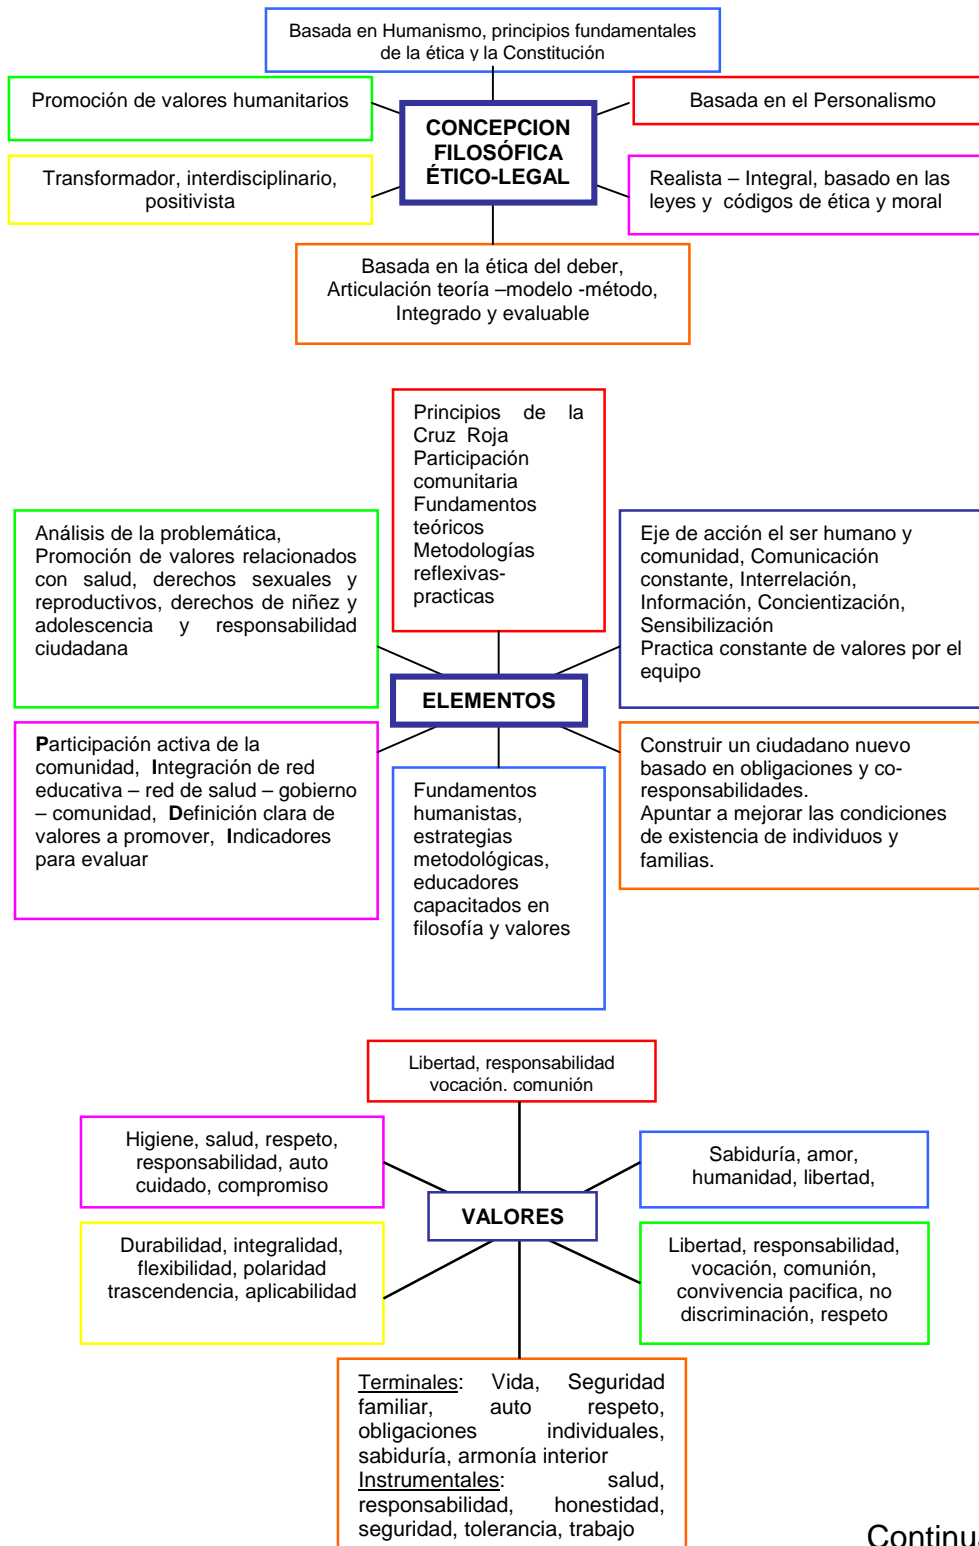 Basada en Humanismo, principios fundamentales
de la ética y la Constitución
Promoción de valores humanitarios
CONCEPCION
FILOSÓFICA
ÉTICO-LEGAL
Basada en el Personalismo
Transformador, interdisciplinario,
positivista
Realista – Integral, basado en las
leyes y códigos de ética y moral
Basada en la ética del deber,
Articulación teoría –modelo -método,
Integrado y evaluable
Principios de la
Cruz Roja
Participación
comunitaria
Fundamentos
teóricos
Metodologías
reflexivas-
practicas
Análisis de la problemática,
Promoción de valores relacionados
con salud, derechos sexuales y
reproductivos, derechos de niñez y
adolescencia y responsabilidad
ciudadana
Eje de acción el ser humano y
comunidad, Comunicación
constante, Interrelación,
Información, Concientización,
Sensibilización
Practica constante de valores por el
equipo
ELEMENTOS
Participación activa de la
comunidad, Integración de red
educativa – red de salud – gobierno
– comunidad, Definición clara de
valores a promover, Indicadores
para evaluar
Fundamentos
humanistas,
estrategias
metodológicas,
educadores
capacitados en
filosofía y valores
Construir un ciudadano nuevo
basado en obligaciones y co-
responsabilidades.
Apuntar a mejorar las condiciones
de existencia de individuos y
familias.
Libertad, responsabilidad
vocación. comunión
Higiene, salud, respeto,
responsabilidad, auto
cuidado, compromiso
Sabiduría, amor,
humanidad, libertad,
VALORES
Durabilidad, integralidad,
flexibilidad, polaridad
trascendencia, aplicabilidad
Libertad, responsabilidad,
vocación, comunión,
convivencia pacifica, no
discriminación, respeto
Terminales: Vida, Seguridad
familiar, auto respeto,
obligaciones individuales,
sabiduría, armonía interior
Instrumentales: salud,
responsabilidad, honestidad,
seguridad, tolerancia, trabajo
Continua